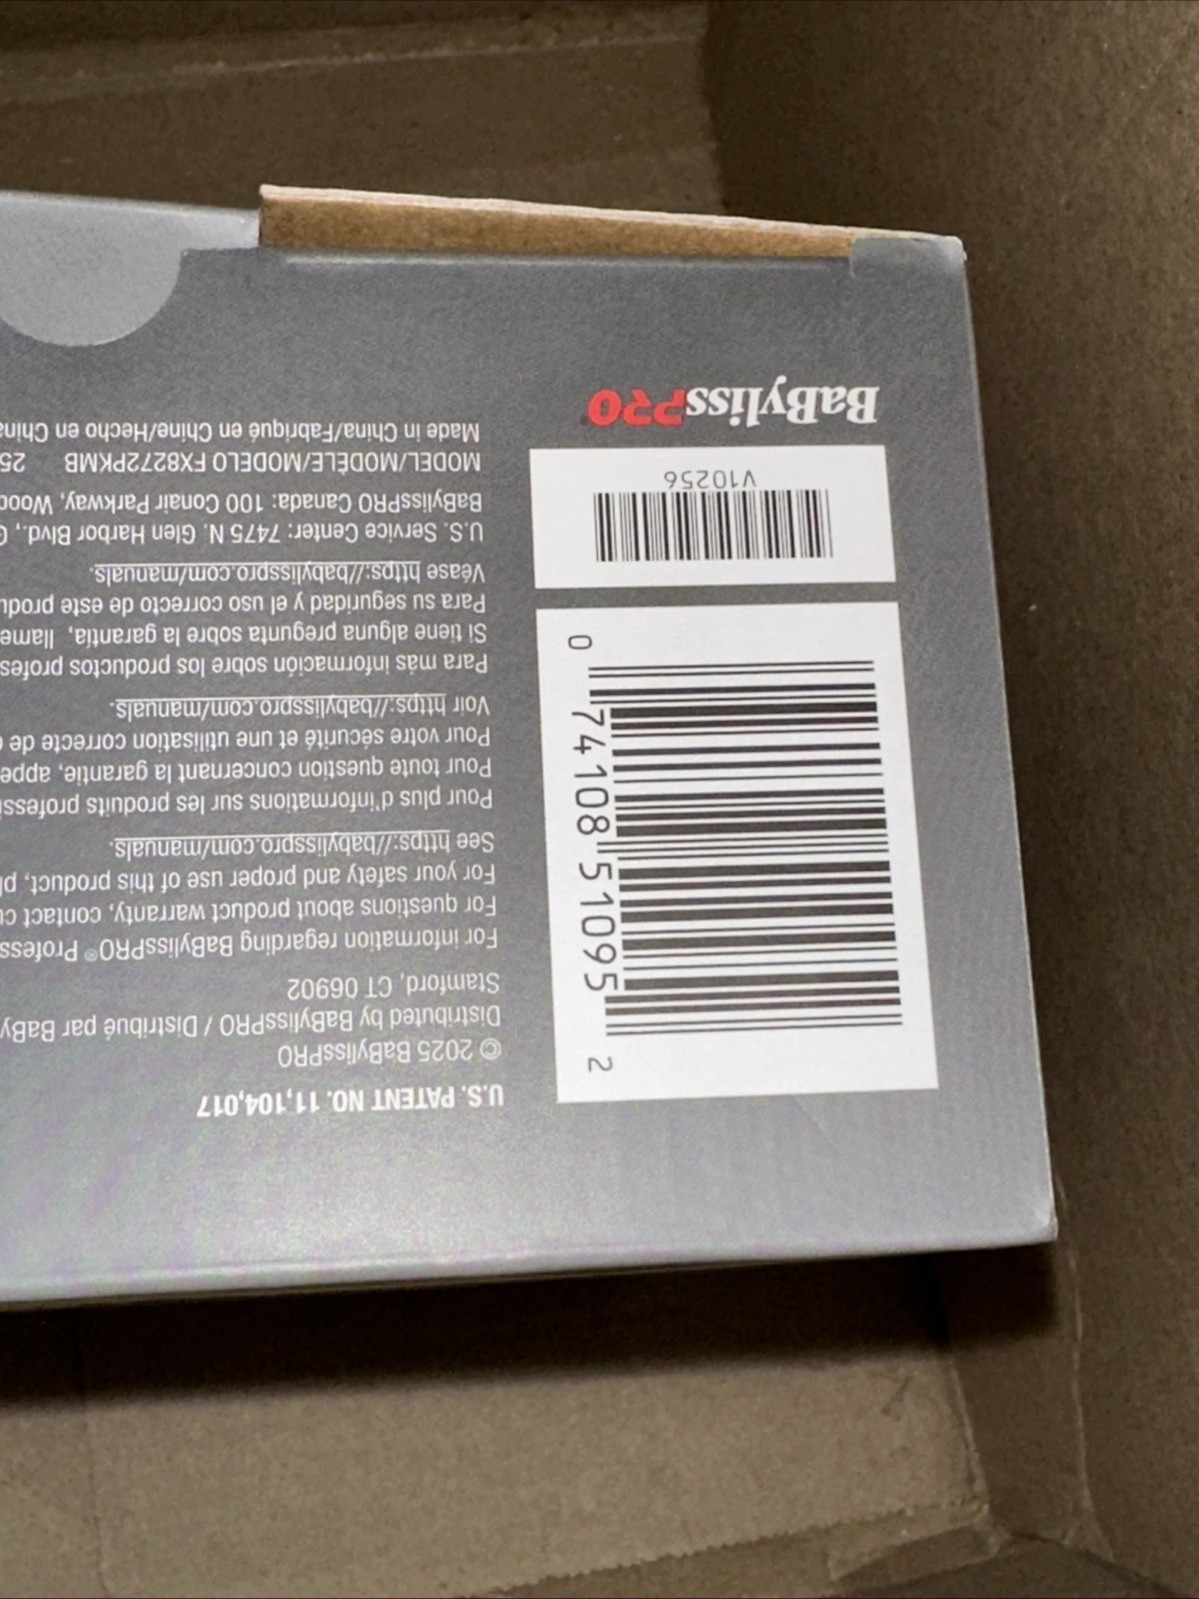 U.S. PATENT NO. 11,104,017
© 2025 BaBylissPRO
Distributed by BaBylissPRO / Distribué par BaBy
Stamford, CT 06902
For information regarding BaBylissPRO® Profess
For questions about product warranty, contact cu
For your safety and proper use of this product, pl
See https://babylisspro.com/manuals.
Pour plus d'informations sur les produits professi
Pour toute question concernant la garantie, appe
Pour votre sécurité et une utilisation correcte de c
Voir https://babylisspro.com/manuals.
Para más información sobre los productos profes
Si tiene alguna pregunta sobre la garantía, llame
Para su seguridad y el uso correcto de este produ
Véase https://babylisspro.com/manuals.
U.S. Service Center: 7475 N. Glen Harbor Blvd., G
BaBylissPRO Canada: 100 Conair Parkway, Wood
MODEL/MODÈLE/MODELO FX8272PKMB 25
Made in China/Fabriqué en Chine/Hecho en China
0 74108 51095 2
V10256
BaBylissPRO